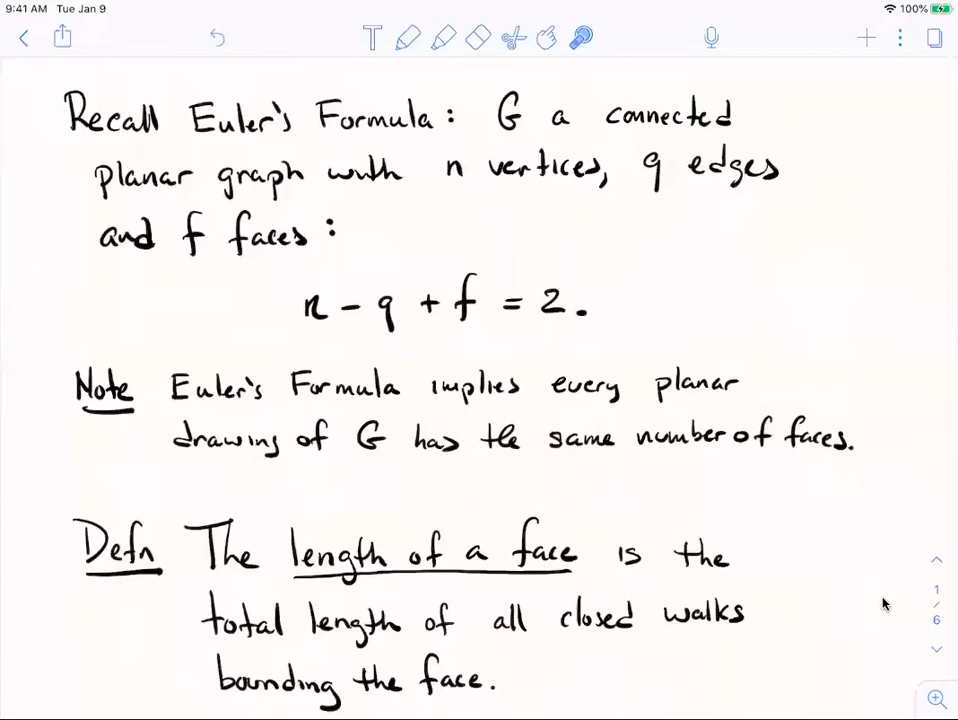 9:41 AM Tue Jan 9
100%
Recall Euler's Formula: G a connected
planar graph with n vertices, q edges
and f faces:
n - q + f = 2.
Note Euler's Formula implies every planar
drawing of G has the same number of faces.
Defn The length of a face is the
total length of all closed walks
bounding the face.
1
/
6